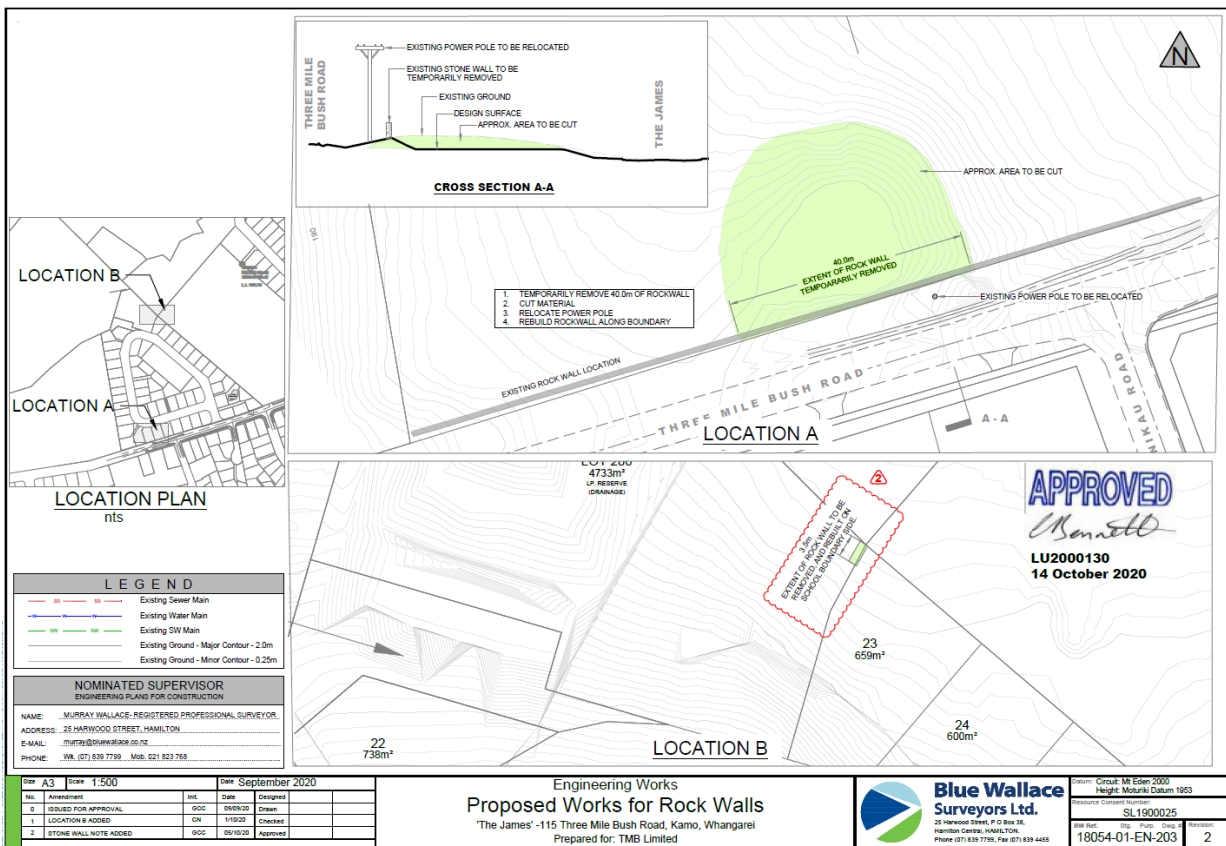 THREE MILE
BUSH ROAD
EXISTING POWER POLE TO BE RELOCATED
EXISTING STONE WALL TO BE
TEMPORARILY REMOVED
EXISTING GROUND
DESIGN SURFACE
APPROX. AREA TO BE CUT
THE JAMES
CROSS SECTION A-A
N
APPROX. AREA TO BE CUT
40.0m
EXTENT OF ROCK WALL
TEMPOARARILY REMOVED
EXISTING POWER POLE TO BE RELOCATED
1. TEMPORARILY REMOVE 40.0m OF ROCKWALL
2. CUT MATERIAL
3. RELOCATE POWER POLE
4. REBUILD ROCKWALL ALONG BOUNDARY
190
EXISTING ROCK WALL LOCATION
THREE MILE BUSH ROAD
NIKAU ROAD
A-A
LOCATION A
LOCATION B
LOCATION A
LOCATION PLAN
nts
LOT 200
4733m²
LP. RESERVE
(DRAINAGE)
2
3.5m
EXTENT OF ROCK WALL TO BE
REMOVED, AND REBUILT ON
SCHOOL BOUNDARY SIDE.
23
659m²
24
600m²
22
738m²
LOCATION B
APPROVED
CBennett
LU2000130
14 October 2020
LEGEND
SS SS Existing Sewer Main
W W W Existing Water Main
SW SW Existing SW Main
Existing Ground - Major Contour - 2.0m
Existing Ground - Minor Contour - 0.25m
NOMINATED SUPERVISOR
ENGINEERING PLANS FOR CONSTRUCTION
NAME: MURRAY WALLACE- REGISTERED PROFESSIONAL SURVEYOR
ADDRESS: 25 HARWOOD STREET, HAMILTON
E-MAIL: murray@bluewallace.co.nz
PHONE: Wk. (07) 839 7799 Mob. 021 823 768
Size A3 Scale 1:500 Date September 2020
No. Amendment Init. Date Designed
0 ISSUED FOR APPROVAL GCC 09/09/20 Drawn
1 LOCATION B ADDED CN 1/10/20 Checked
2 STONE WALL NOTE ADDED GCC 05/10/20 Approved
Engineering Works
Proposed Works for Rock Walls
'The James' -115 Three Mile Bush Road, Kamo, Whangarei
Prepared for: TMB Limited
Blue Wallace
Surveyors Ltd.
25 Harwood Street, P O Box 38,
Hamilton Central, HAMILTON.
Phone (07) 839 7799, Fax (07) 839 4455
Datum: Circuit: Mt Eden 2000
Height: Moturiki Datum 1953
Resource Consent Number:
SL1900025
BW Ref. Stg. Purp. Dwg.# Revision:
18054-01-EN-203 2